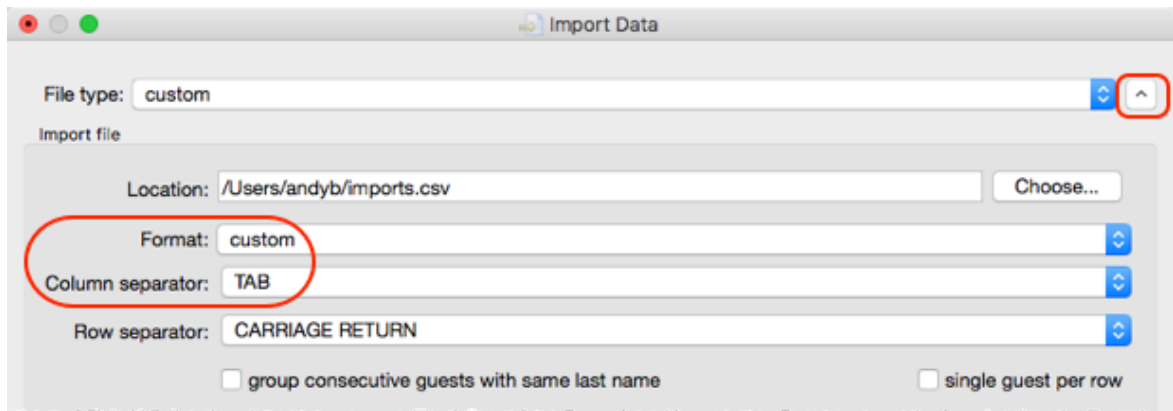 Import Data
File type: custom
Import file
Location: /Users/andyb/imports.csv Choose...
Format: custom
Column separator: TAB
Row separator: CARRIAGE RETURN
group consecutive guests with same last name single guest per row